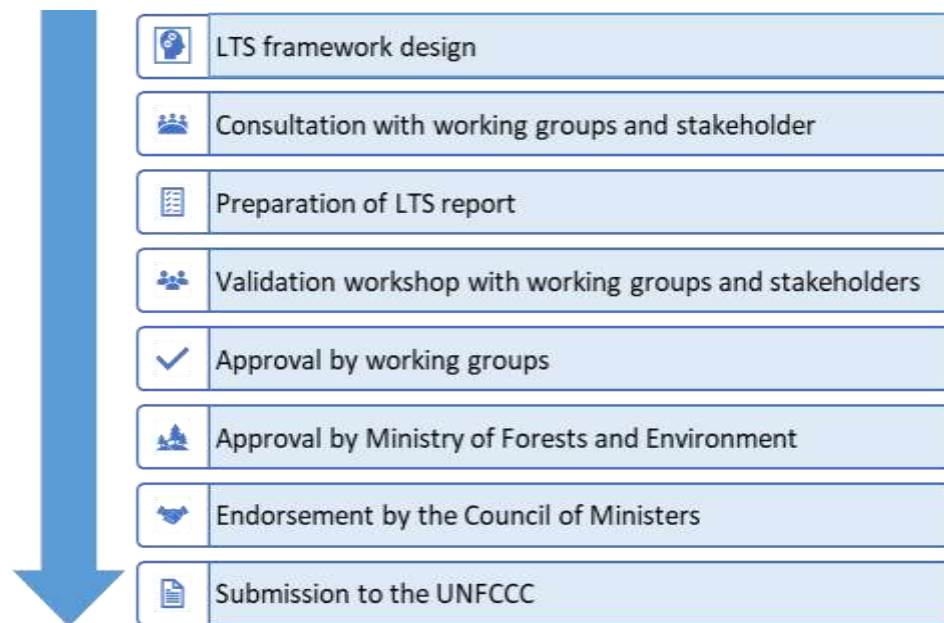 LTS framework design
Consultation with working groups and stakeholder
Preparation of LTS report
Validation workshop with working groups and stakeholders
Approval by working groups
Approval by Ministry of Forests and Environment
Endorsement by the Council of Ministers
Submission to the UNFCCC